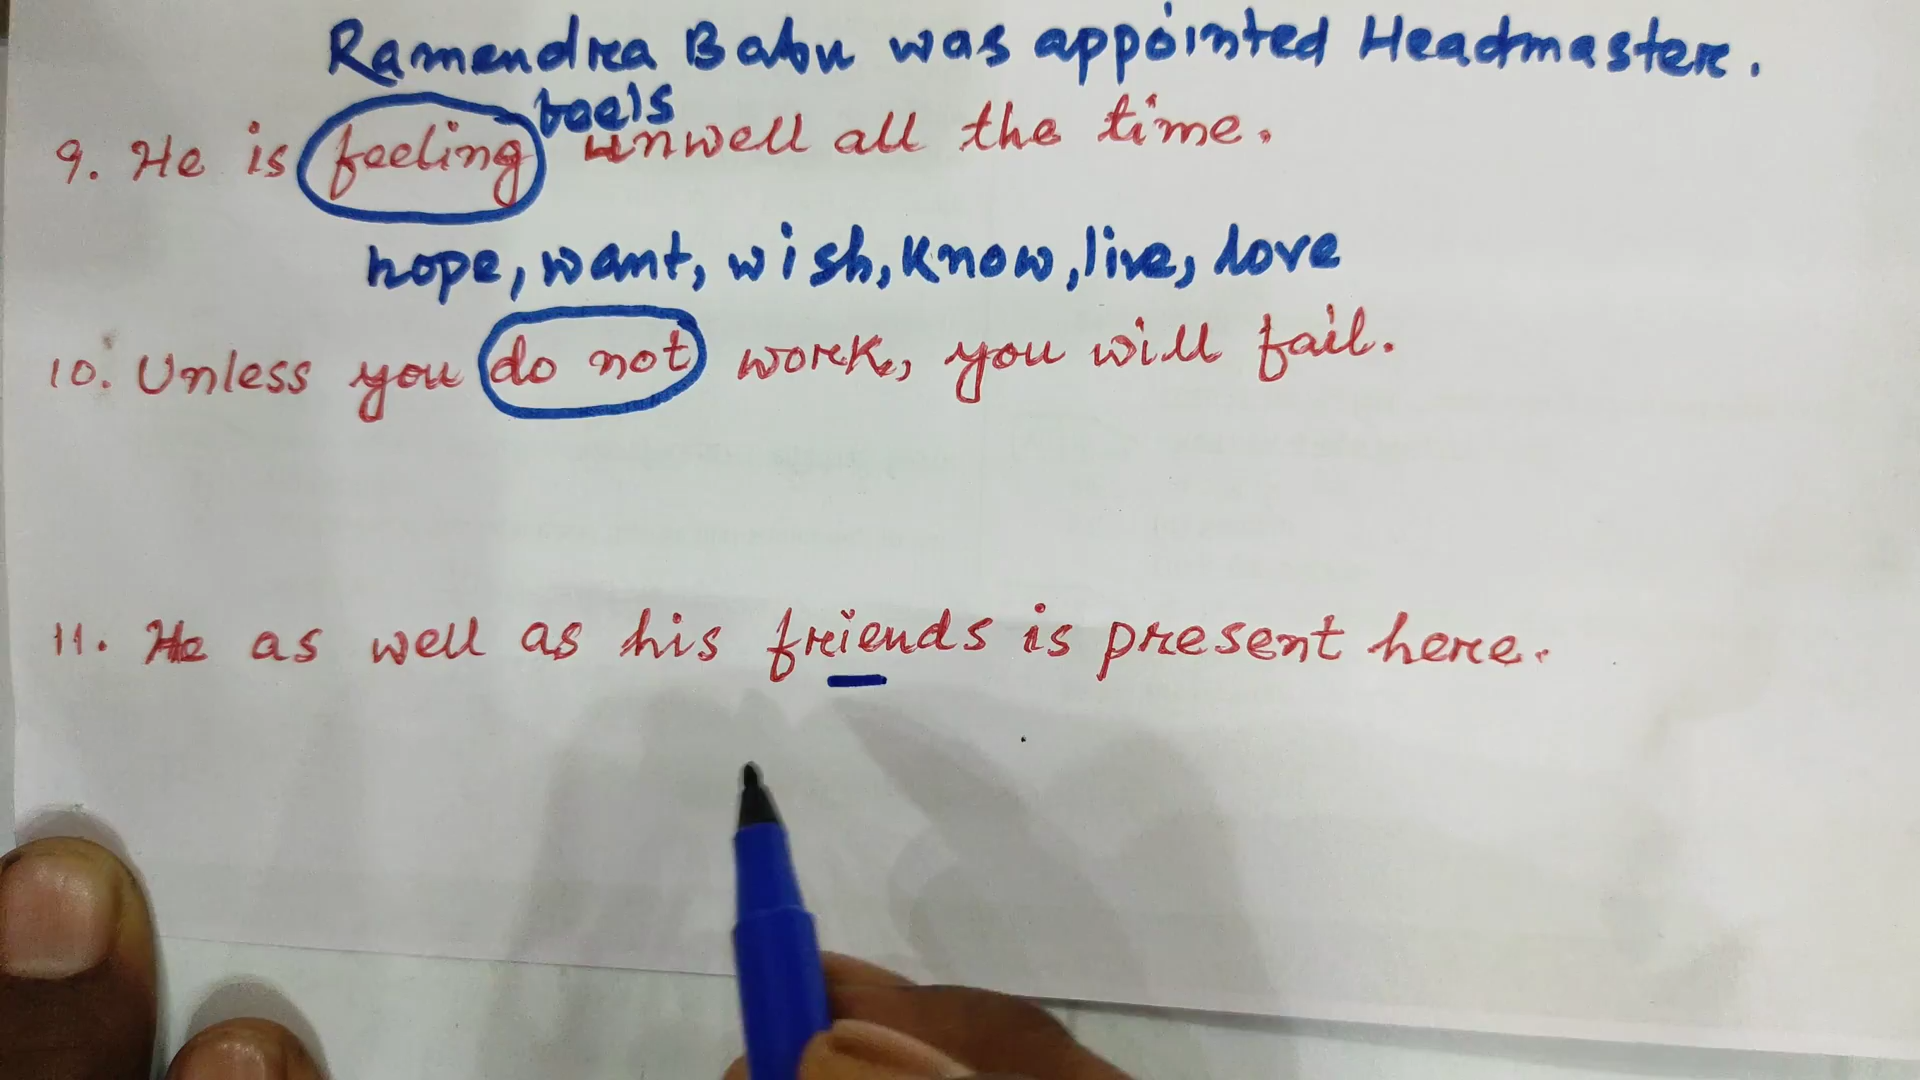 Ramendra Babu was appointed Headmaster.
feels
9. He is feeling unwell all the time.
hope, want, wish, know, live, love
10. Unless you do not work, you will fail.
11. He as well as his friends is present here.